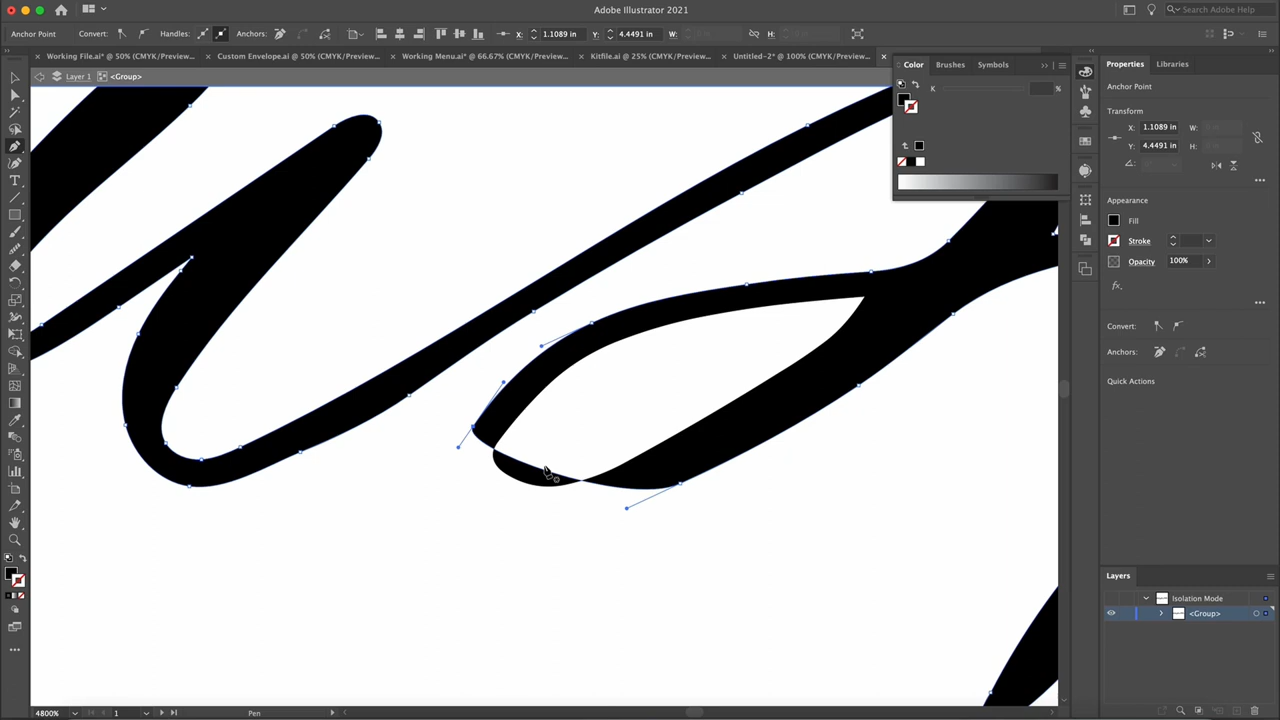 Adobe Illustrator 2021
Search Adobe Help
Anchor Point
Convert:
Handles:
Anchors:
X:
1.1089 in
Y:
4.4491 in
W:
Working File.ai* @ 50% (CMYK/Preview...
Custom Envelope.ai @ 50% (CMYK/Preview...
Working Menu.ai* @ 66.67% (CMYK/Preview...
Kitfile.ai @ 25% (CMYK/Preview...
Untitled-2* @ 100% (CMYK/Preview...
Layer 1
<Group>
Color
Brushes
Symbols
K
%
Properties
Libraries
Anchor Point
Transform
X:
1.1089 in
W:
Y:
4.4491 in
H:
Appearance
Fill
Stroke
Opacity
100%
fx.
Convert:
Anchors:
Quick Actions
Layers
Isolation Mode
<Group>
4800%
1
Pen